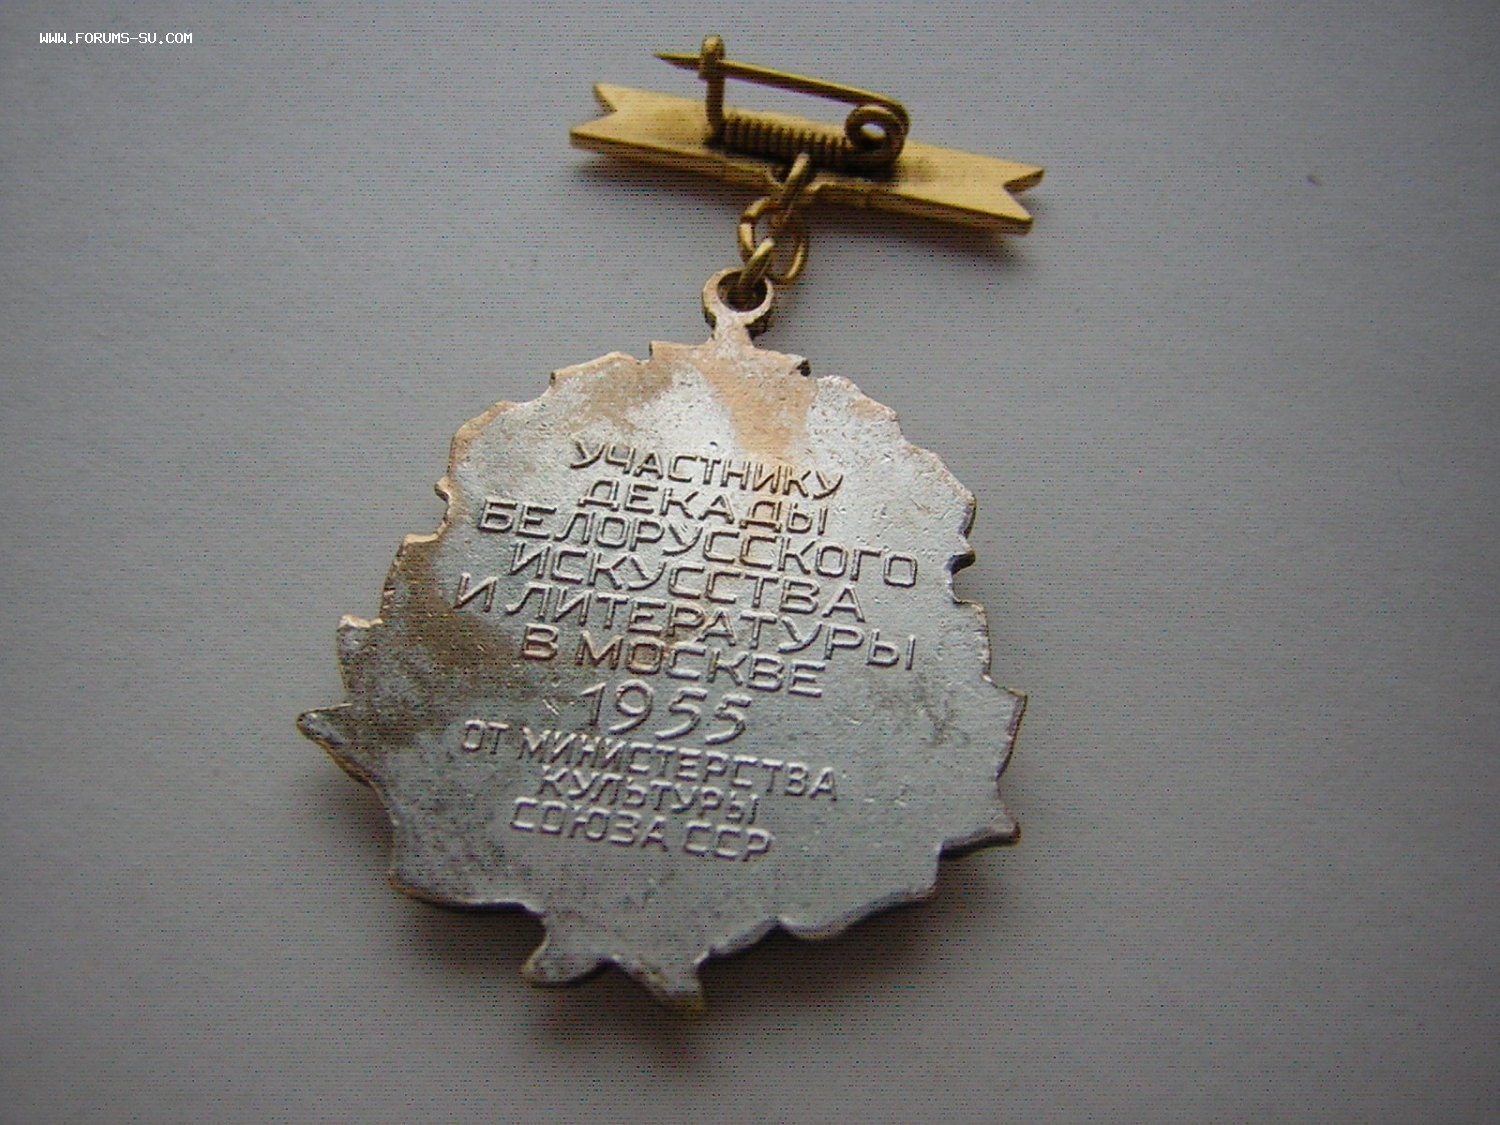 WWW.FORUMS-SU.COM
УЧАСТНИКУ
ДЕКАДЫ
БЕЛОРУССКОГО
ИСКУССТВА
И ЛИТЕРАТУРЫ
В МОСКВЕ
1955
ОТ МИНИСТЕРСТВА
КУЛЬТУРЫ
СОЮЗА ССР